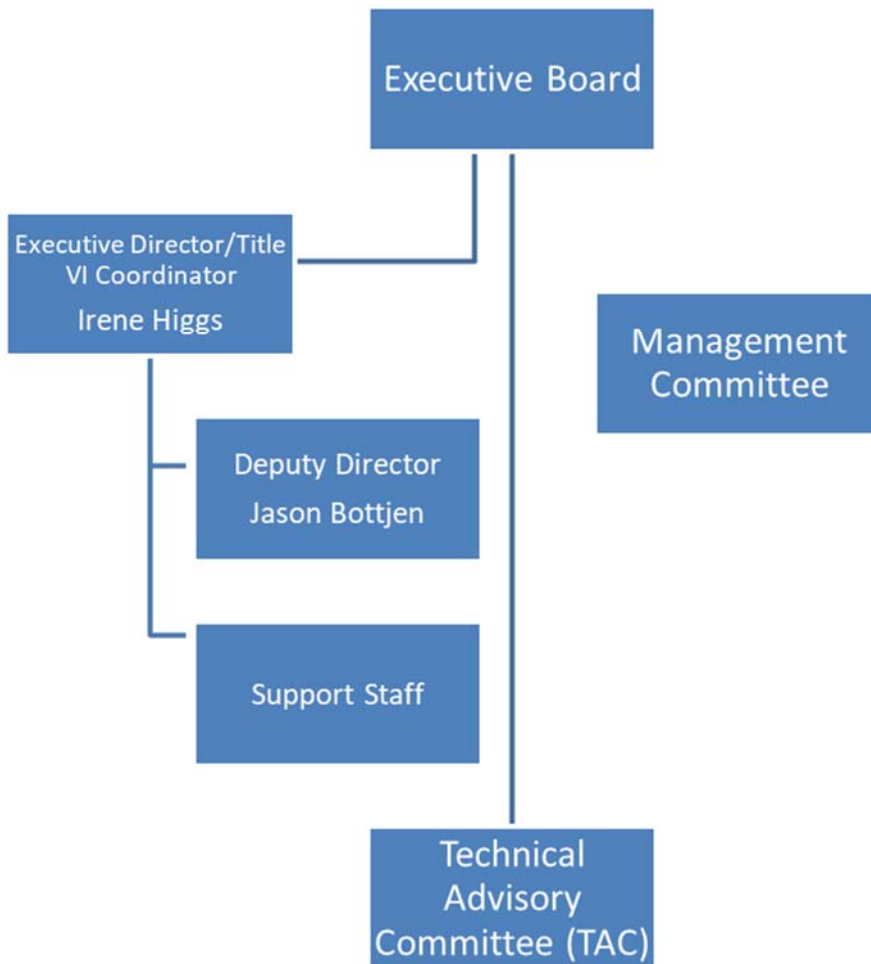 Executive Board
Executive Director/Title
VI Coordinator
Irene Higgs
Management
Committee
Deputy Director
Jason Bottjen
Support Staff
Technical
Advisory
Committee (TAC)